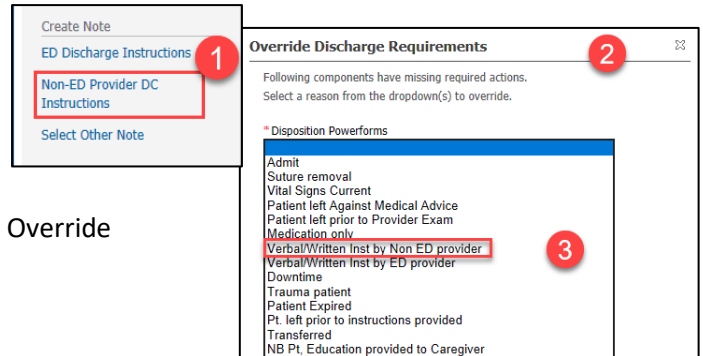 Create Note
ED Discharge Instructions
1
Non-ED Provider DC
Instructions
Select Other Note
Override
Override Discharge Requirements
2
Following components have missing required actions.
Select a reason from the dropdown(s) to override.
*Disposition Powerforms
Admit
Suture removal
Vital Signs Current
Patient left Against Medical Advice
Patient left prior to Provider Exam
Medication only
Verbal/Written Inst by Non ED provider
3
Verbal/Written Inst by ED provider
Downtime
Trauma patient
Patient Expired
Pt. left prior to instructions provided
Transferred
NB Pt, Education provided to Caregiver